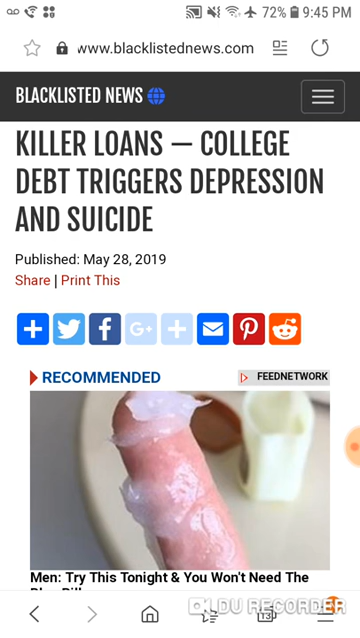 72% 9:45 PM
www.blacklistednews.com
BLACKLISTED NEWS
KILLER LOANS — COLLEGE
DEBT TRIGGERS DEPRESSION
AND SUICIDE
Published: May 28, 2019
Share | Print This
G+
RECOMMENDED
FEEDNETWORK
Men: Try This Tonight & You Won't Need The
DU RECORDER